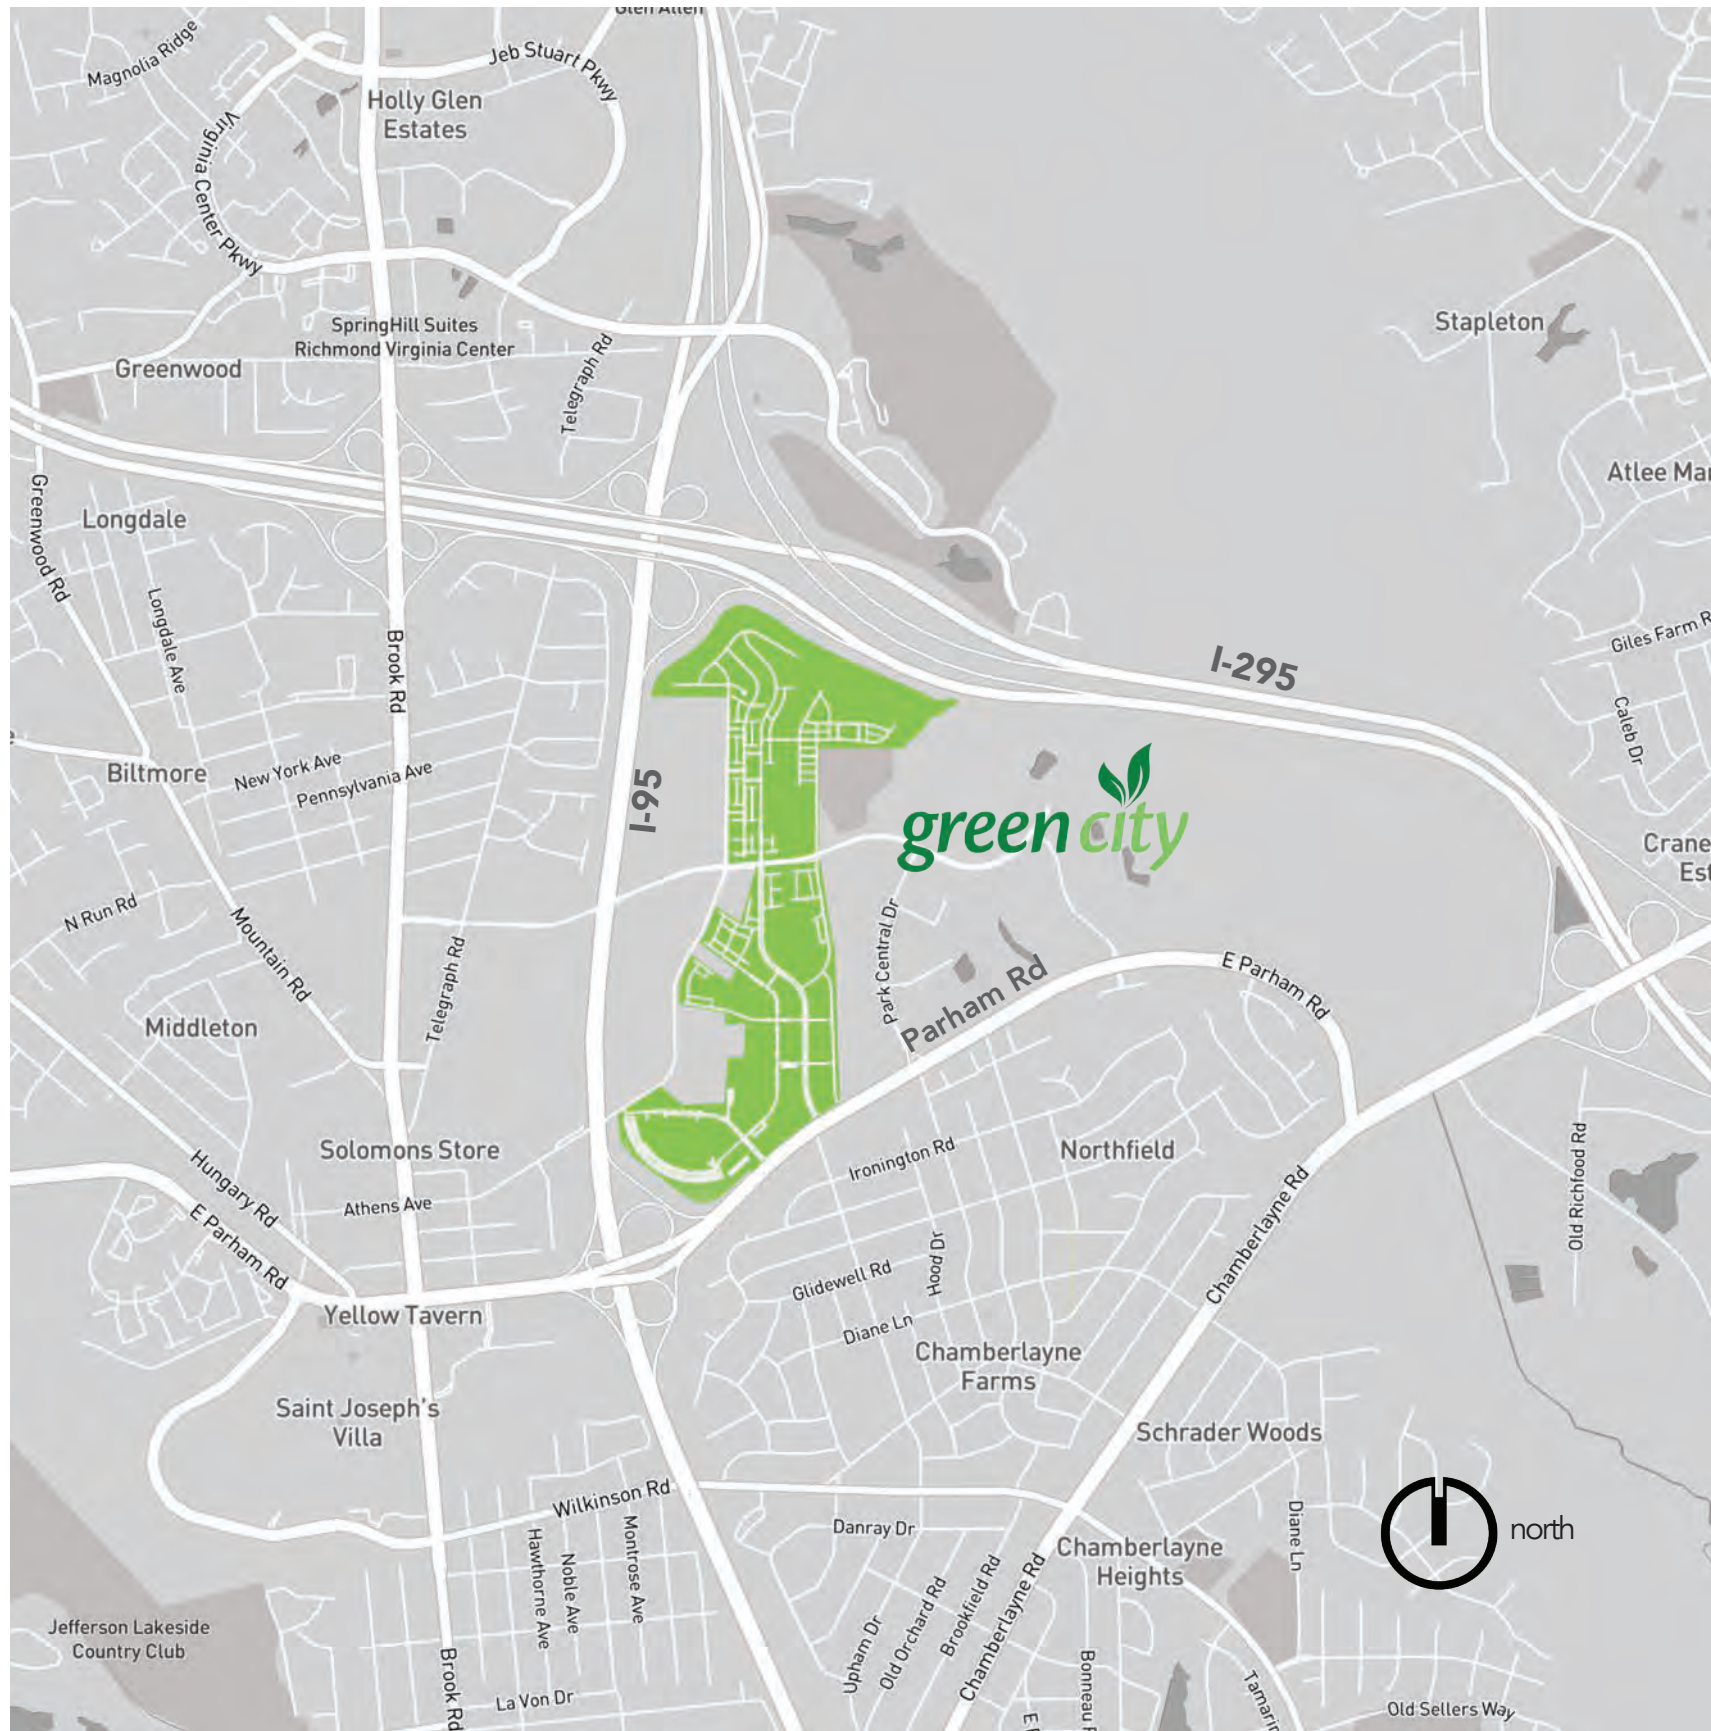 Glen Allen
Magnolia Ridge
Jeb Stuart Pkwy
Holly Glen
Estates
Virginia Center Pkwy
SpringHill Suites
Richmond Virginia Center
Stapleton
Greenwood
Telegraph Rd
Atlee Mar
Greenwood Rd
Longdale
Longdale Ave
Brook Rd
Giles Farm R
I-295
Caleb Dr
Biltmore
New York Ave
Pennsylvania Ave
I-95
green city
Crane
Est
N Run Rd
Mountain Rd
Telegraph Rd
Park Central Dr
Parham Rd
E Parham Rd
Middleton
Solomons Store
Ironington Rd
Northfield
Old Richfood Rd
Hungary Rd
Athens Ave
E Parham Rd
Chamberlayne Rd
Hood Dr
Glidewell Rd
Yellow Tavern
Diane Ln
Chamberlayne
Farms
Saint Joseph's
Villa
Schrader Woods
Wilkinson Rd
Danray Dr
Diane Ln
north
Hawthorne Ave
Noble Ave
Montrose Ave
Chamberlayne
Heights
Jefferson Lakeside
Country Club
Upham Dr
Old Orchard Rd
Brookfield Rd
Chamberlayne Rd
Brook Rd
La Von Dr
Bonneau R
Tamarin
Old Sellers Way